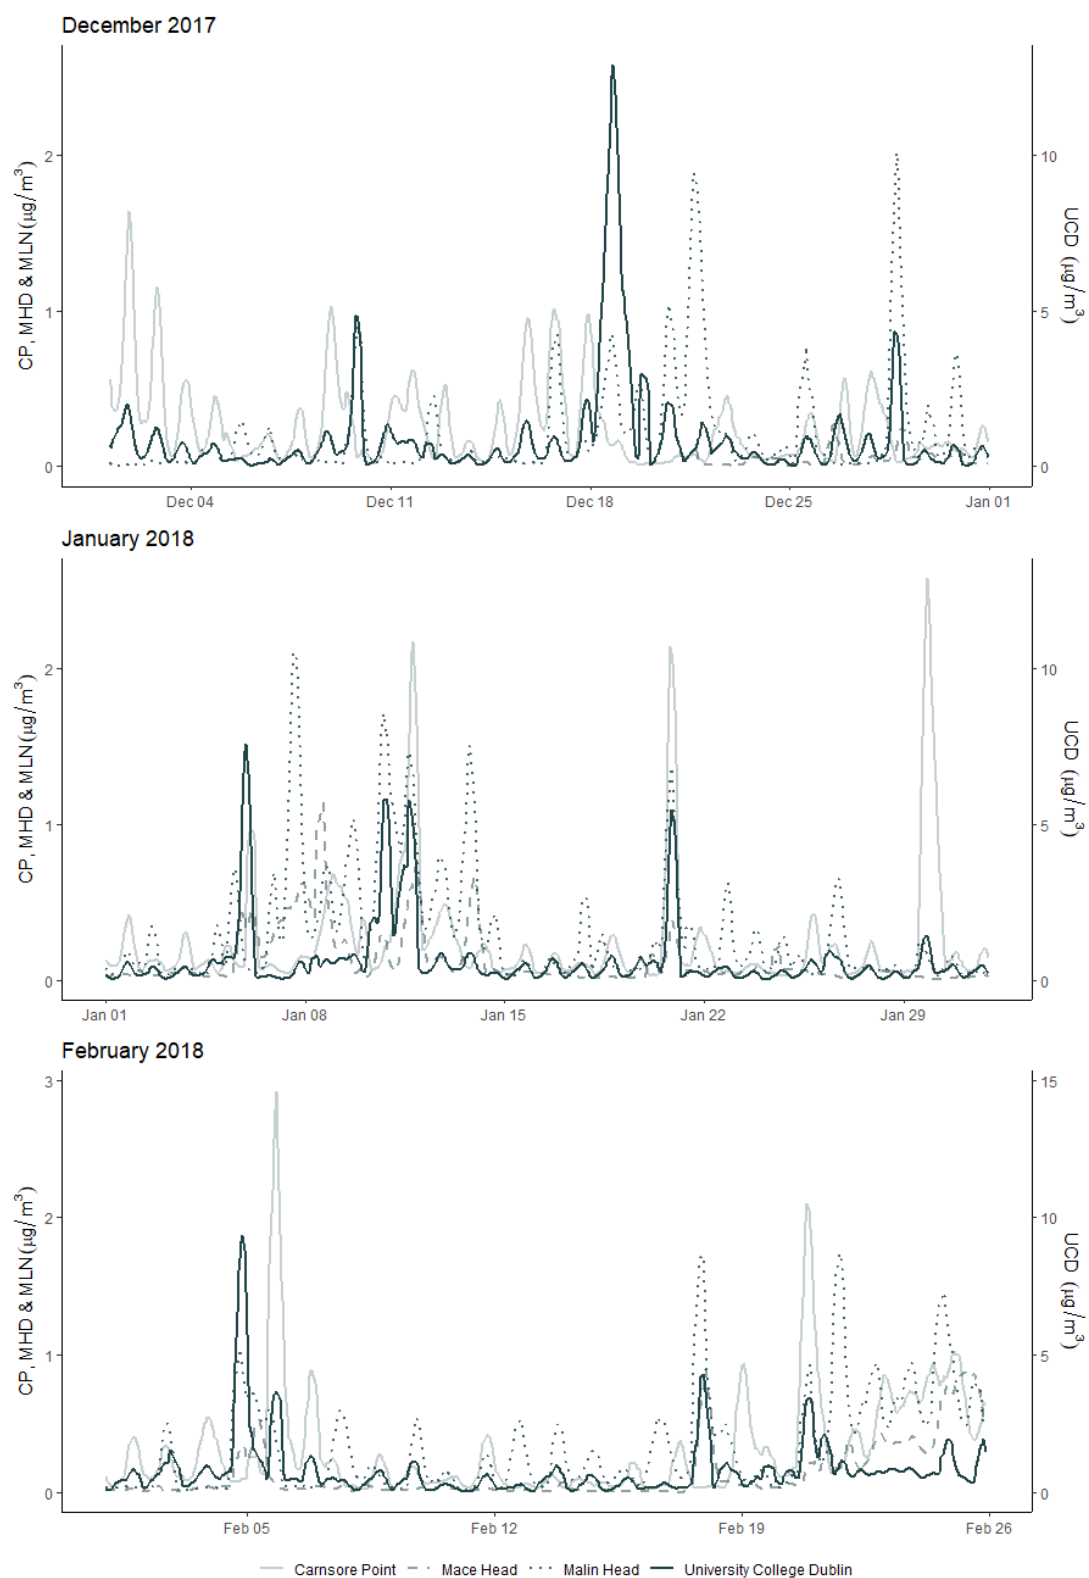 December 2017
CP, MHD & MLN (μg/m³)
2
1
0
10
5
0
UCD (μg/m³)
Dec 04 Dec 11 Dec 18 Dec 25 Jan 01
January 2018
CP, MHD & MLN (μg/m³)
2
1
0
10
5
0
UCD (μg/m³)
Jan 01 Jan 08 Jan 15 Jan 22 Jan 29
February 2018
CP, MHD & MLN (μg/m³)
3
2
1
0
15
10
5
0
UCD (μg/m³)
Feb 05 Feb 12 Feb 19 Feb 26
Carnsore Point Mace Head Malin Head University College Dublin